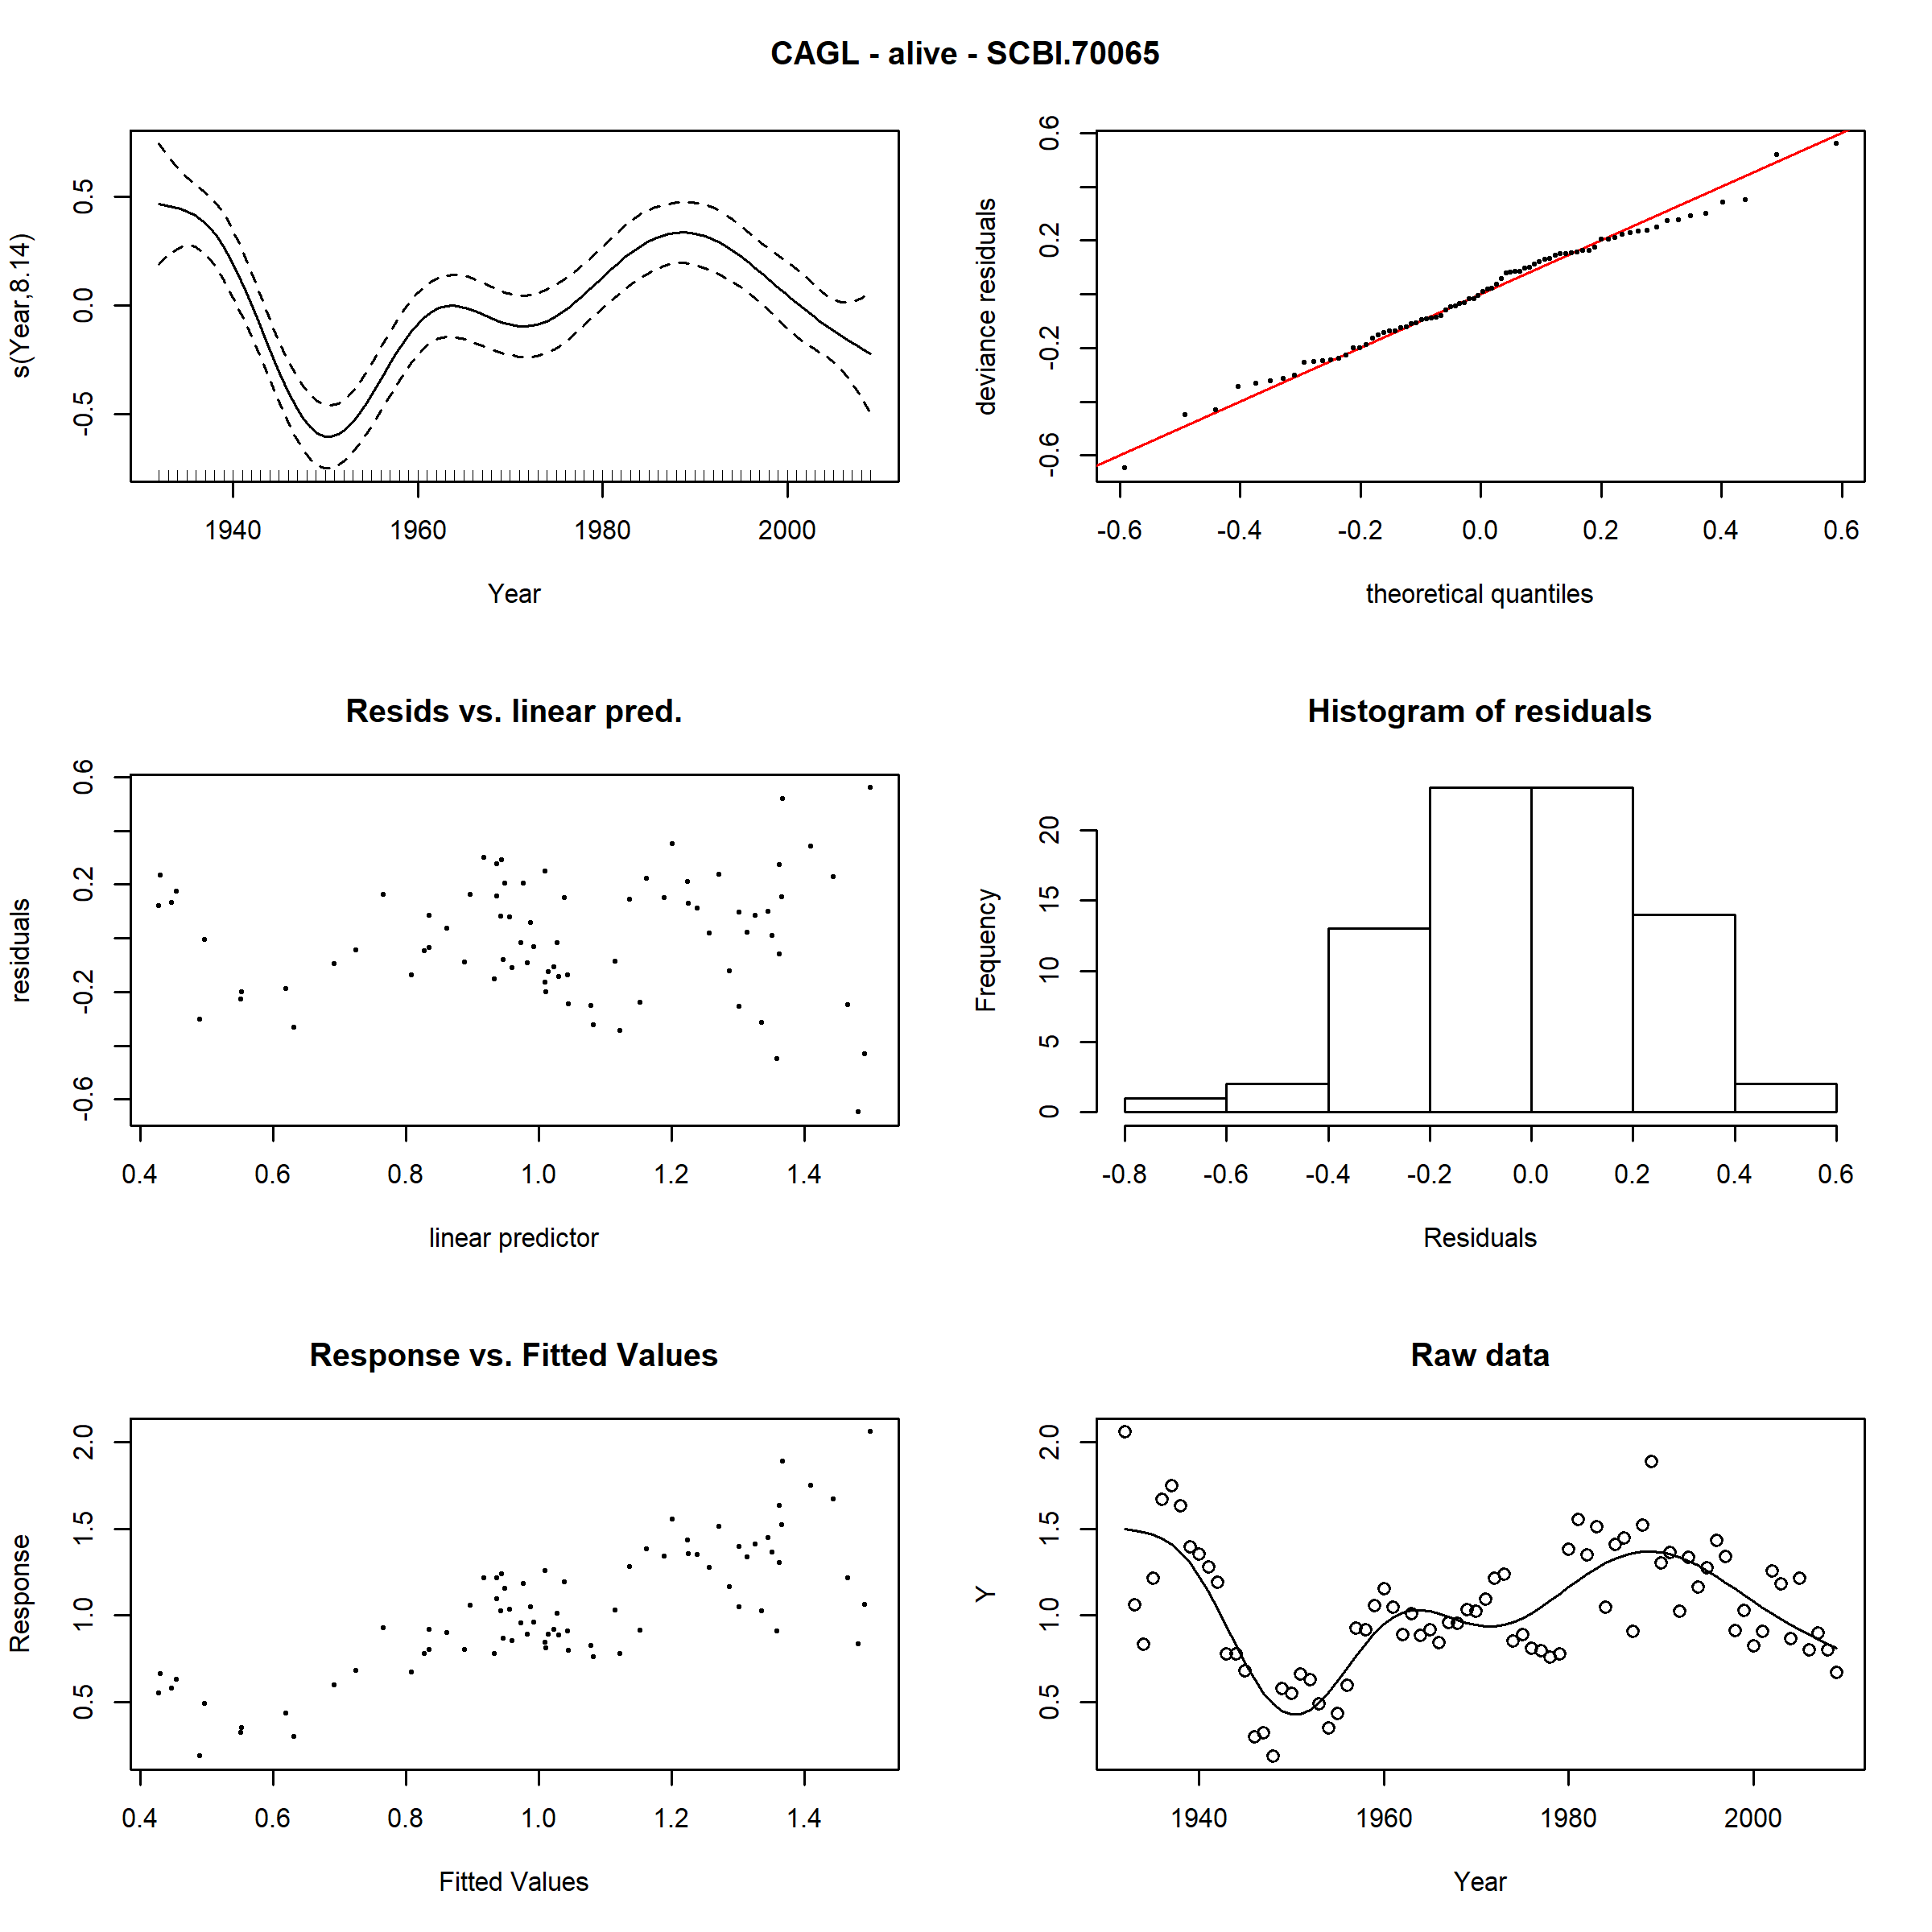 CAGL - alive - SCBI.70065
s(Year,8.14)
0.5
0.0
-0.5
1940 1960 1980 2000
Year
deviance residuals
0.6
0.2
-0.2
-0.6
-0.6 -0.4 -0.2 0.0 0.2 0.4 0.6
theoretical quantiles
Resids vs. linear pred.
residuals
0.6
0.2
-0.2
-0.6
0.4 0.6 0.8 1.0 1.2 1.4
linear predictor
Histogram of residuals
Frequency
20
15
10
5
0
-0.8 -0.6 -0.4 -0.2 0.0 0.2 0.4 0.6
Residuals
Response vs. Fitted Values
Response
2.0
1.5
1.0
0.5
0.4 0.6 0.8 1.0 1.2 1.4
Fitted Values
Raw data
Y
2.0
1.5
1.0
0.5
1940 1960 1980 2000
Year